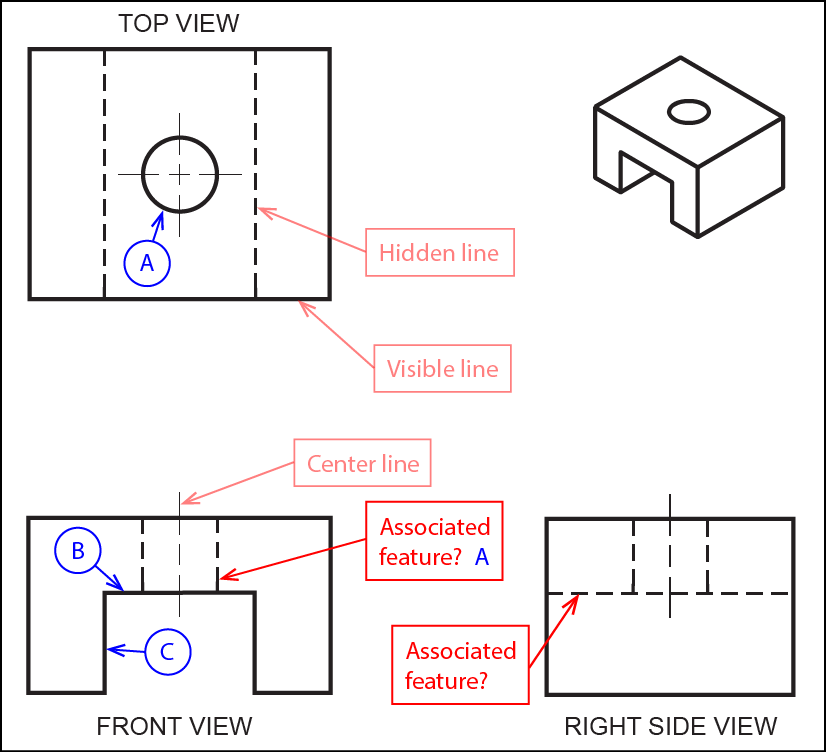 TOP VIEW
A
Hidden line
Visible line
Center line
Associated
feature? A
B
C
Associated
feature?
FRONT VIEW
RIGHT SIDE VIEW